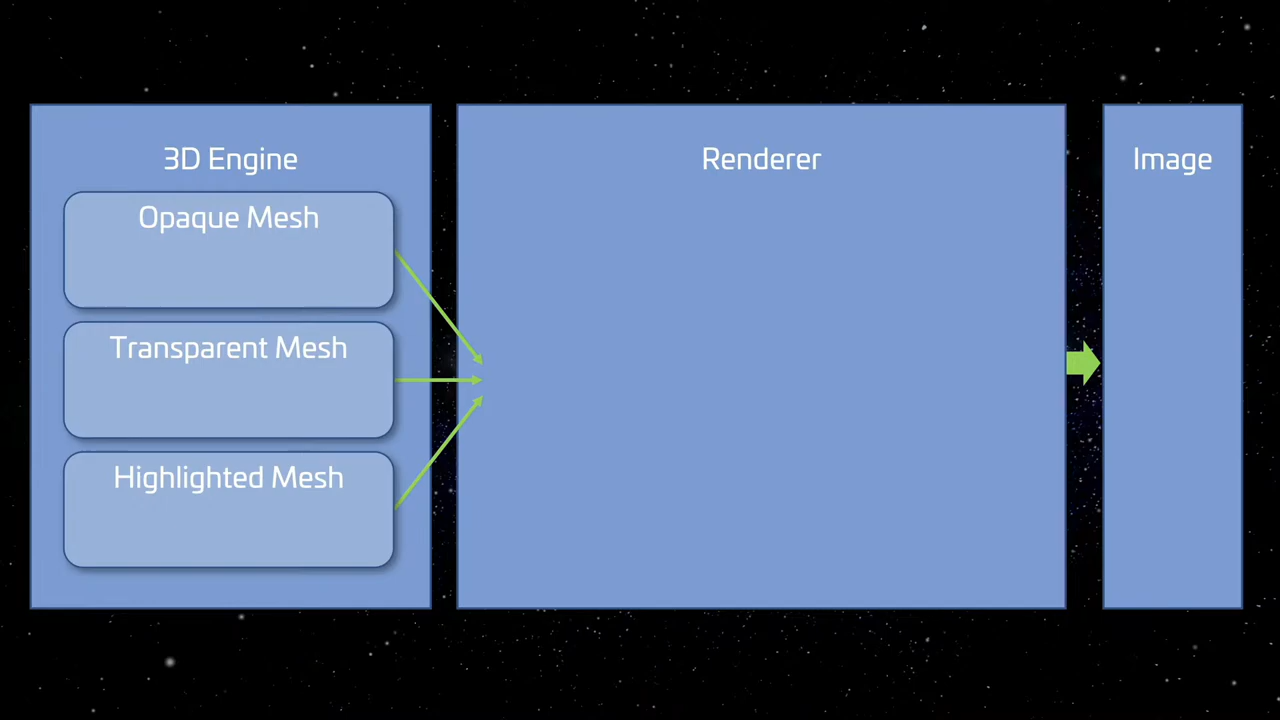 3D Engine
Opaque Mesh
Transparent Mesh
Highlighted Mesh
Renderer
Image